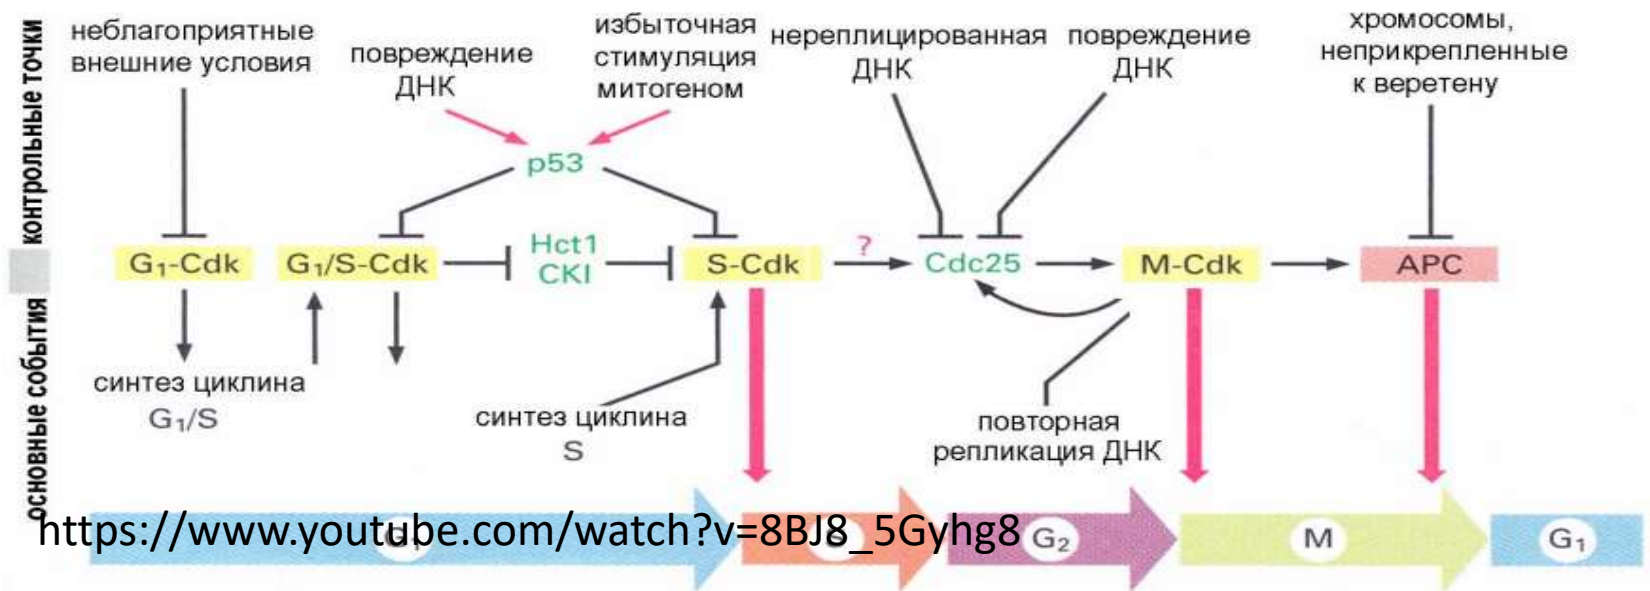 контрольные точки
основные события
неблагоприятные
внешние условия
повреждение
ДНК
избыточная
стимуляция
митогеном
нереплицированная
ДНК
повреждение
ДНК
хромосомы,
неприкрепленные
к веретену
p53
G₁-Cdk
G₁/S-Cdk
Hct1
CKI
S-Cdk
?
Cdc25
M-Cdk
APC
синтез циклина
G₁/S
синтез циклина
S
повторная
репликация ДНК
https://www.youtube.com/watch?v=8BJ8_5Gyhg8
G₁
G₂
M
G₁